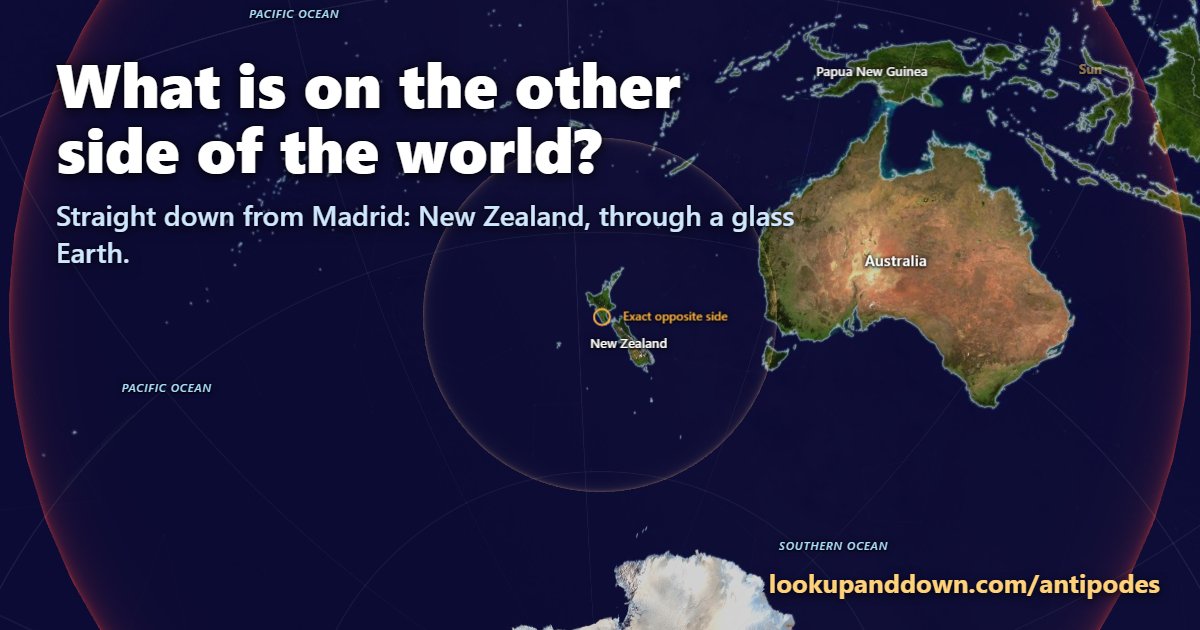 PACIFIC OCEAN
What is on the other
side of the world?
Papua New Guinea
Sun
Straight down from Madrid: New Zealand, through a glass
Earth.
Australia
Exact opposite side
New Zealand
PACIFIC OCEAN
SOUTHERN OCEAN
lookupanddown.com/antipodes